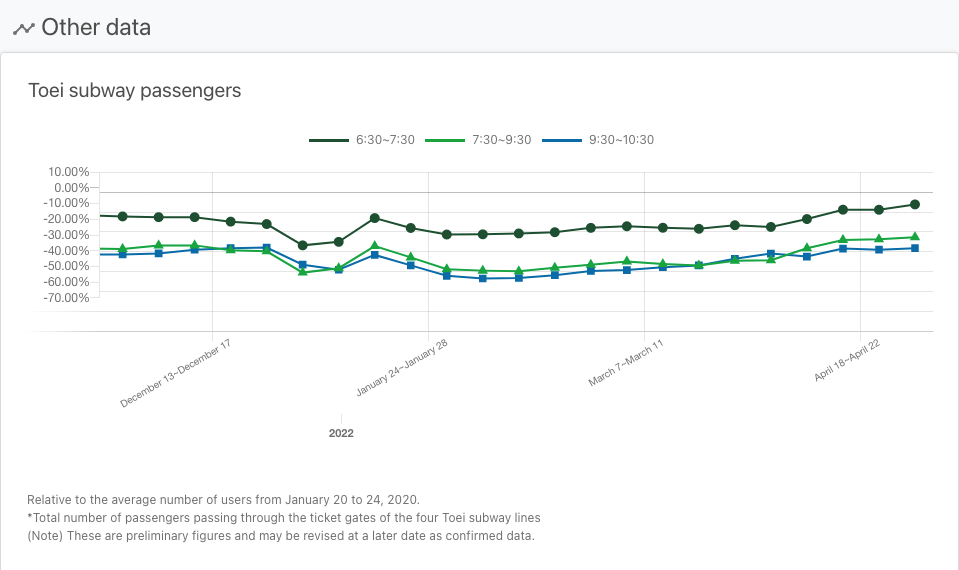 Other data
Toei subway passengers
6:30~7:30 7:30~9:30 9:30~10:30
10.00%
0.00%
-10.00%
-20.00%
-30.00%
-40.00%
-50.00%
-60.00%
-70.00%
December 13~December 17
January 24~January 28
March 7~March 11
April 18~April 22
2022
Relative to the average number of users from January 20 to 24, 2020.
*Total number of passengers passing through the ticket gates of the four Toei subway lines
(Note) These are preliminary figures and may be revised at a later date as confirmed data.